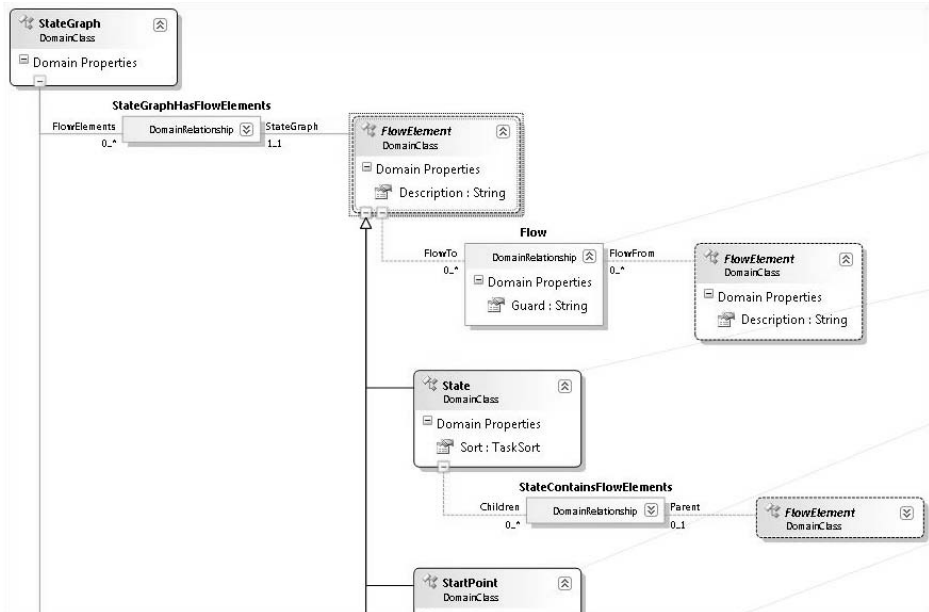 StateGraph
DomainClass
Domain Properties
StateGraphHasFlowElements
FlowElements
DomainRelationship
StateGraph
0..*
1..1
FlowElement
DomainClass
Domain Properties
Description : String
Flow
FlowTo
DomainRelationship
FlowFrom
0..*
0..*
Domain Properties
Guard : String
FlowElement
DomainClass
Domain Properties
Description : String
State
DomainClass
Domain Properties
Sort : TaskSort
StateContainsFlowElements
Children
DomainRelationship
Parent
0..*
0..1
FlowElement
DomainClass
StartPoint
DomainClass